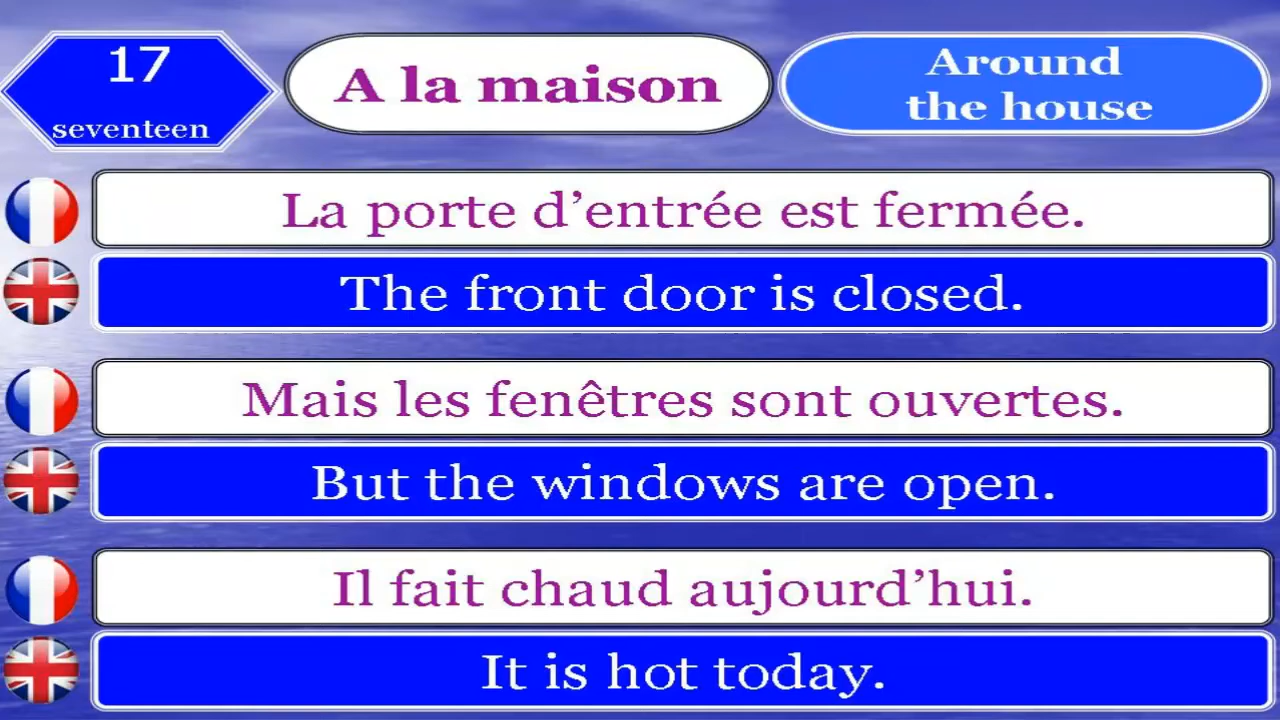 17
seventeen
A la maison
Around
the house
La porte d’entrée est fermée.
The front door is closed.
Mais les fenêtres sont ouvertes.
But the windows are open.
Il fait chaud aujourd’hui.
It is hot today.